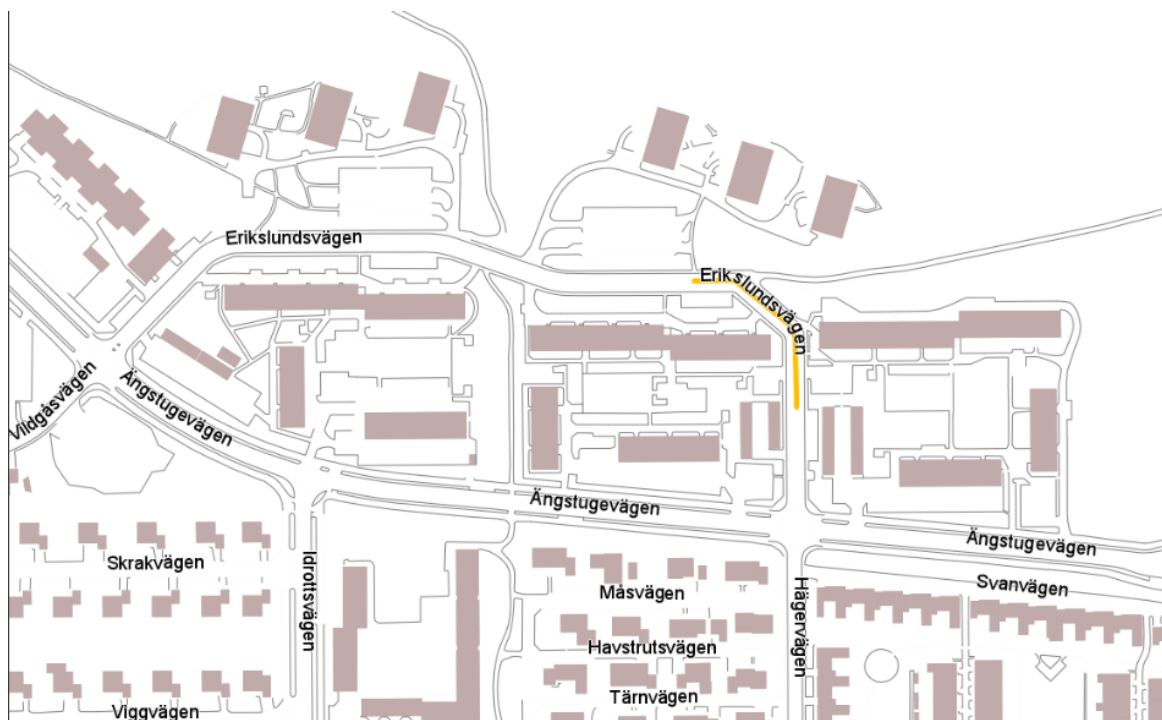 Erikslundsvägen
Erikslundsvägen
Vildgåsvägen
Ängstugevägen
Ängstugevägen
Ängstugevägen
Skrakvägen
Idrottsvägen
Måsvägen
Hägervägen
Svanvägen
Havstrutsvägen
Tärnvägen
Viggvägen